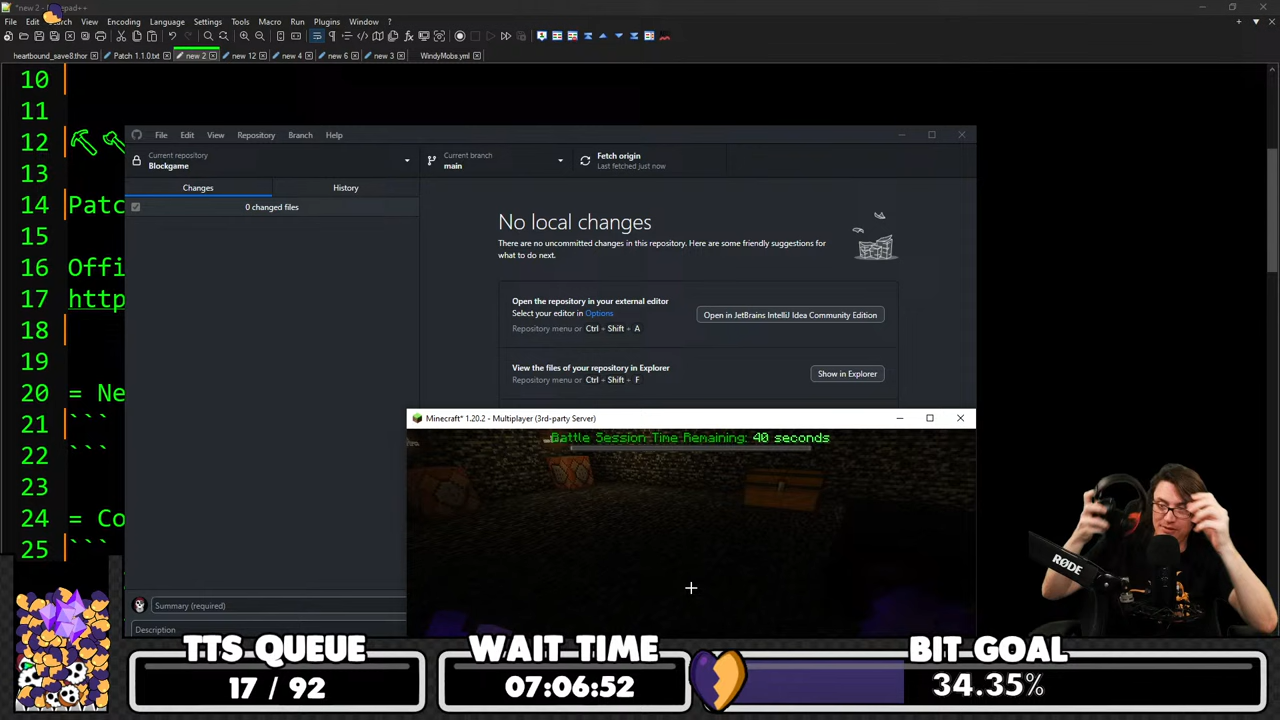 File Edit Search View Encoding Language Settings Tools Macro Run Plugins Window ?
heartbound_save8.thor Patch 1.1.0.txt new 2 new 12 new 4 new 6 new 3 WindyMobs.yml
10
11
12
13
14 Patc
15
16 Offi
17 http
18
19
20 = Ne
21 ```
22 ```
23
24 = Co
25 ```
File Edit View Repository Branch Help
Current repository
Blockgame
Current branch
main
Fetch origin
Last fetched just now
Changes History
0 changed files
No local changes
There are no uncommitted changes in this repository. Here are some friendly suggestions for
what to do next.
Open the repository in your external editor
Select your editor in Options
Repository menu or Ctrl + Shift + A
Open in JetBrains IntelliJ Idea Community Edition
View the files of your repository in Explorer
Repository menu or Ctrl + Shift + F
Show in Explorer
Summary (required)
Description
Minecraft* 1.20.2 - Multiplayer (3rd-party Server)
Battle Session Time Remaining: 40 seconds
RØDE
TTS QUEUE
17 / 92
WAIT TIME
07:06:52
BIT GOAL
34.35%